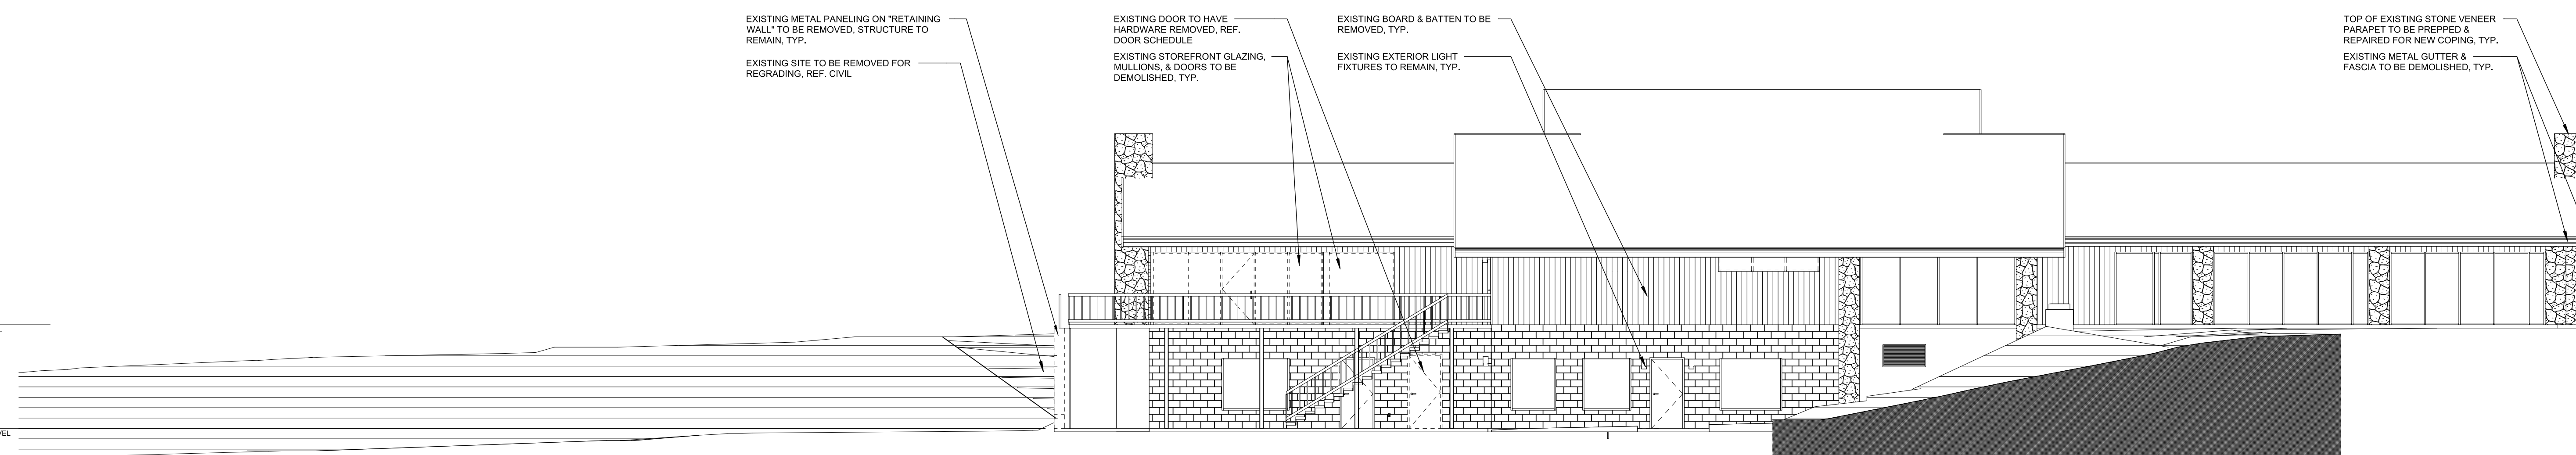 EXISTING METAL PANELING ON "RETAINING
WALL" TO BE REMOVED, STRUCTURE TO
REMAIN, TYP.
EXISTING SITE TO BE REMOVED FOR
REGRADING, REF. CIVIL
EXISTING DOOR TO HAVE
HARDWARE REMOVED, REF.
DOOR SCHEDULE
EXISTING STOREFRONT GLAZING,
MULLIONS, & DOORS TO BE
DEMOLISHED, TYP.
EXISTING BOARD & BATTEN TO BE
REMOVED, TYP.
EXISTING EXTERIOR LIGHT
FIXTURES TO REMAIN, TYP.
TOP OF EXISTING STONE VENEER
PARAPET TO BE PREPPED &
REPAIRED FOR NEW COPING, TYP.
EXISTING METAL GUTTER &
FASCIA TO BE DEMOLISHED, TYP.